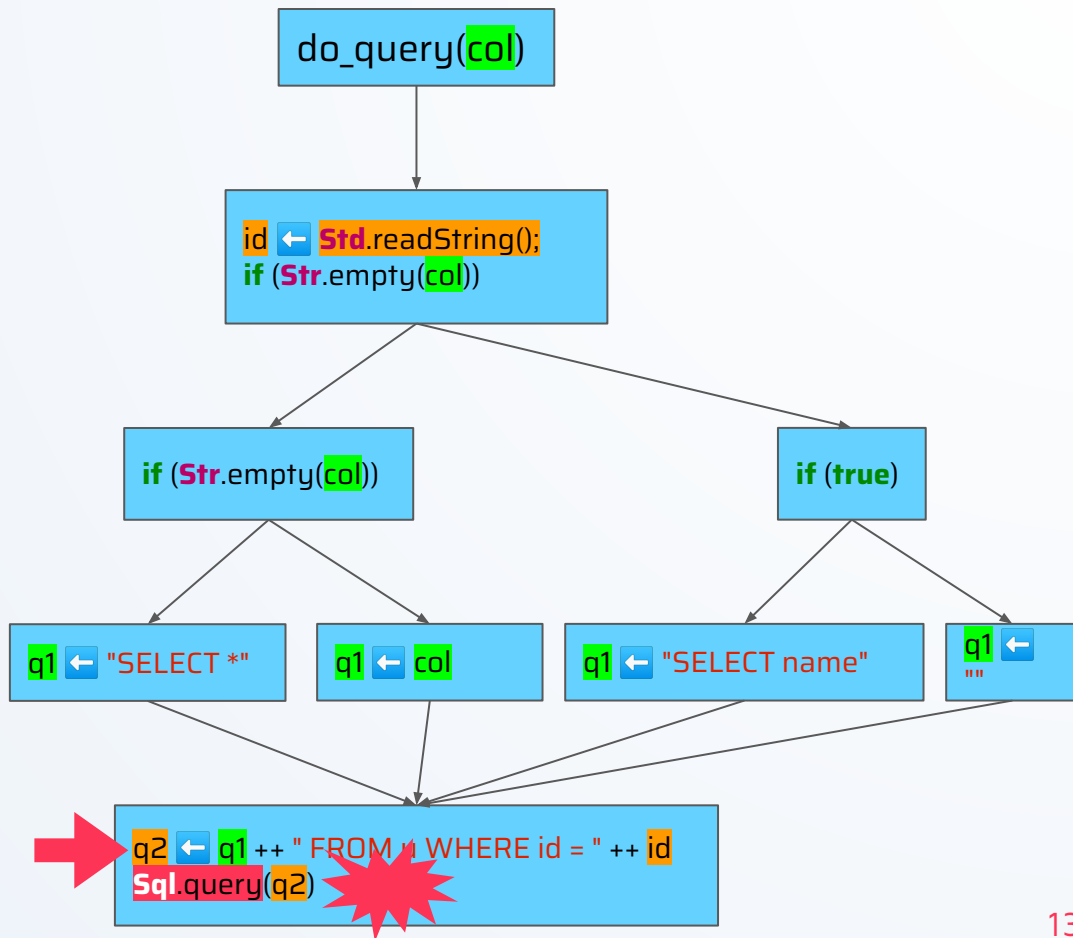 do_query(col)
id ⬅ Std.readString();
if (Str.empty(col))
if (Str.empty(col))
if (true)
q1 ⬅ "SELECT *"
q1 ⬅ col
q1 ⬅ "SELECT name"
q1 ⬅
""
q2 ⬅ q1 ++ " FROM u WHERE id = " ++ id
Sql.query(q2)
13